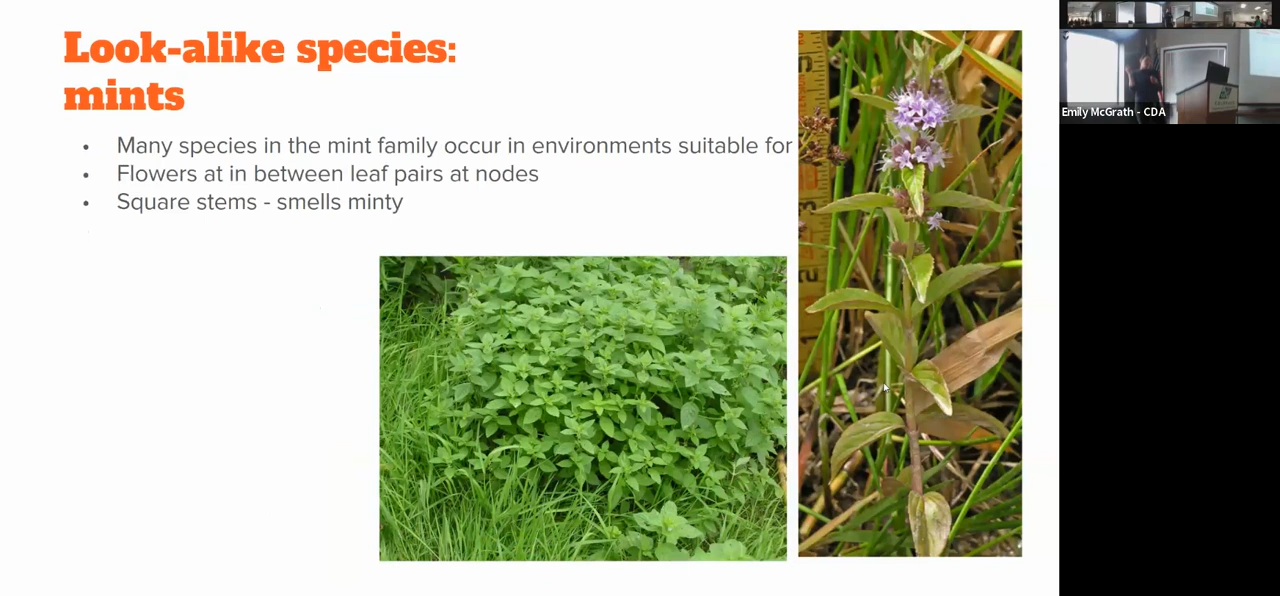 Look-alike species:
mints
• Many species in the mint family occur in environments suitable for
• Flowers at in between leaf pairs at nodes
• Square stems - smells minty
Emily McGrath - CDA